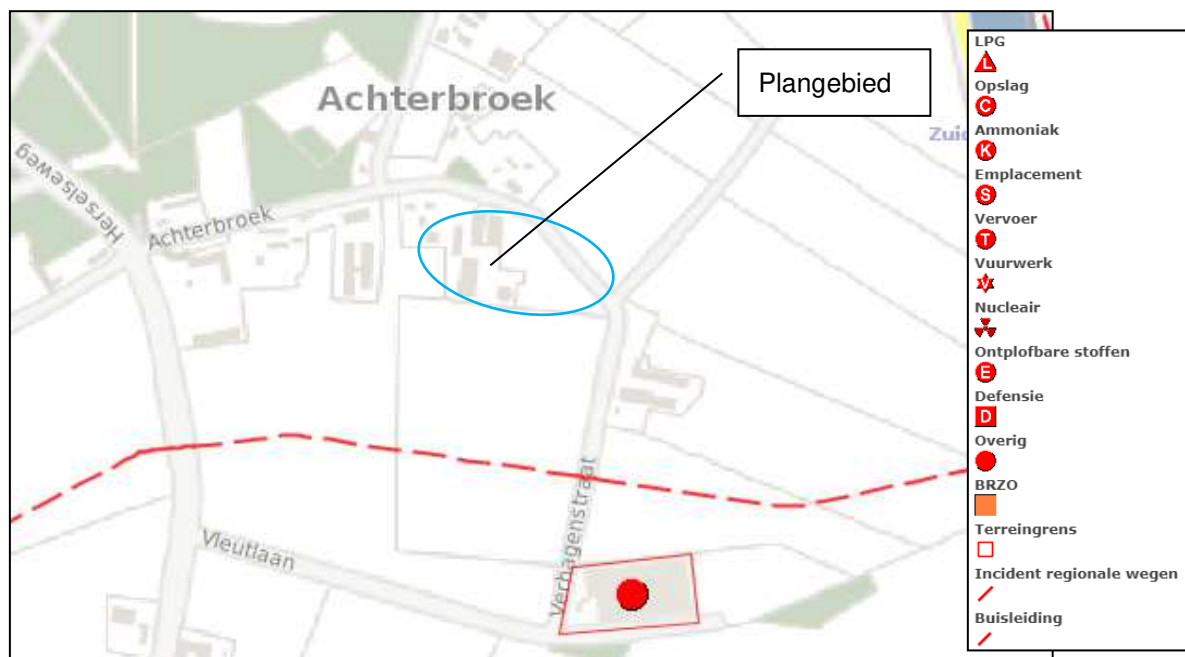 Plangebied
Achterbroek
Zuid
Herselseweg
Achterbroek
Vleutlaan
Verhagenstraat
LPG
L
Opslag
C
Ammoniak
K
Emplacement
S
Vervoer
T
Vuurwerk
V
Nucleair
Ontplofbare stoffen
E
Defensie
D
Overig
BRZO
Terreingrens
Incident regionale wegen
Buisleiding